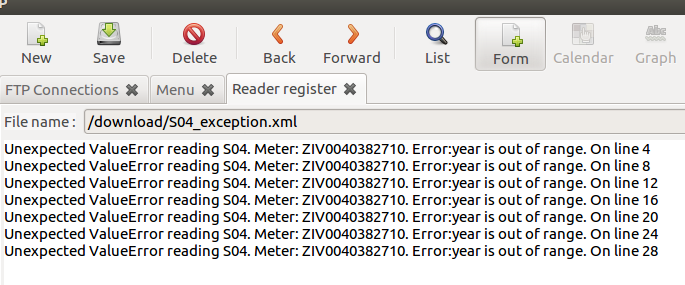 P
New Save Delete Back Forward List Form Calendar Graph
FTP Connections Menu Reader register
File name : /download/S04_exception.xml
Unexpected ValueError reading S04. Meter: ZIV0040382710. Error:year is out of range. On line 4
Unexpected ValueError reading S04. Meter: ZIV0040382710. Error:year is out of range. On line 8
Unexpected ValueError reading S04. Meter: ZIV0040382710. Error:year is out of range. On line 12
Unexpected ValueError reading S04. Meter: ZIV0040382710. Error:year is out of range. On line 16
Unexpected ValueError reading S04. Meter: ZIV0040382710. Error:year is out of range. On line 20
Unexpected ValueError reading S04. Meter: ZIV0040382710. Error:year is out of range. On line 24
Unexpected ValueError reading S04. Meter: ZIV0040382710. Error:year is out of range. On line 28